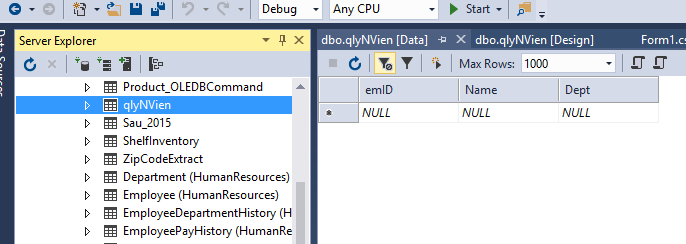 Debug Any CPU Start
Server Explorer
dbo.qlyNVien [Data] dbo.qlyNVien [Design] Form1.cs
Max Rows: 1000
Data Sources
Product_OLEDBCommand
qlyNVien
Sau_2015
ShelfInventory
ZipCodeExtract
Department (HumanResources)
Employee (HumanResources)
EmployeeDepartmentHistory (H
EmployeePayHistory (HumanRe
emID Name Dept
NULL NULL NULL